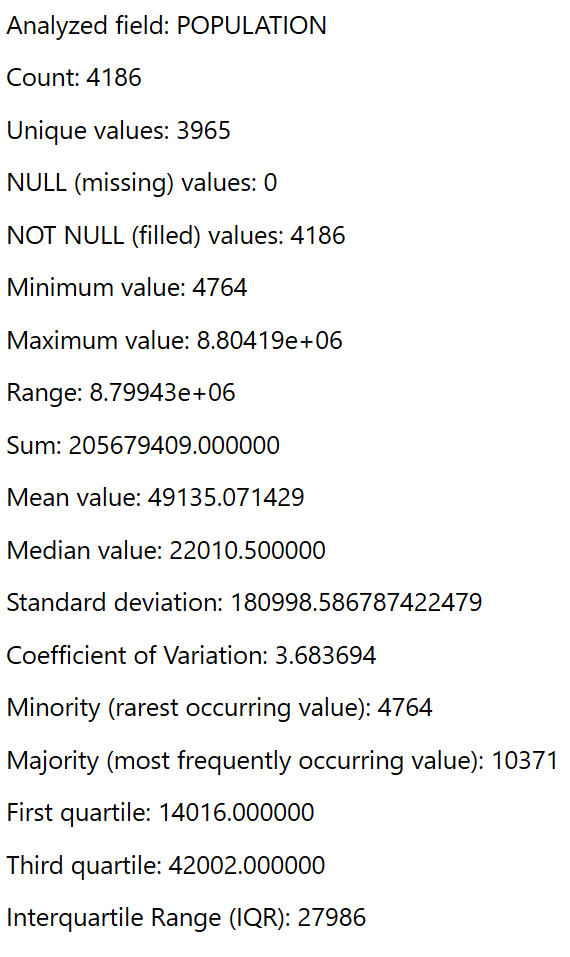 Analyzed field: POPULATION
Count: 4186
Unique values: 3965
NULL (missing) values: 0
NOT NULL (filled) values: 4186
Minimum value: 4764
Maximum value: 8.80419e+06
Range: 8.79943e+06
Sum: 205679409.000000
Mean value: 49135.071429
Median value: 22010.500000
Standard deviation: 180998.586787422479
Coefficient of Variation: 3.683694
Minority (rarest occurring value): 4764
Majority (most frequently occurring value): 10371
First quartile: 14016.000000
Third quartile: 42002.000000
Interquartile Range (IQR): 27986